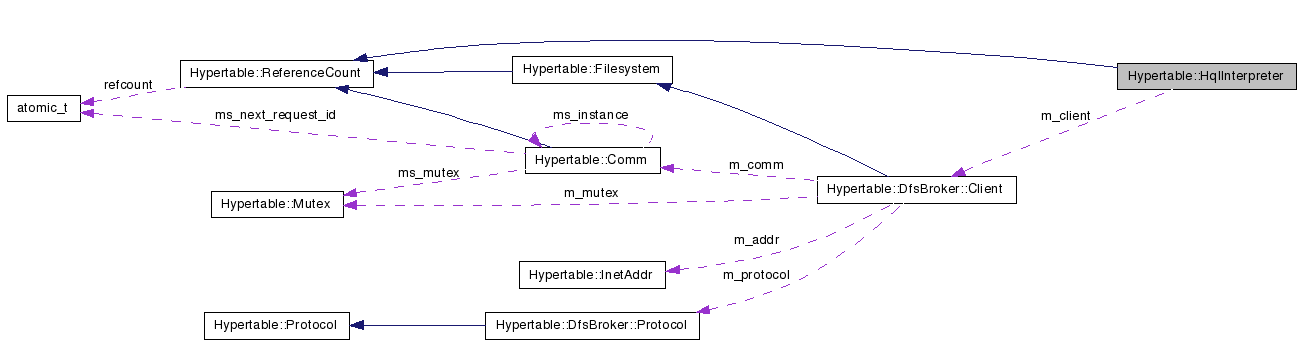 Hypertable::ReferenceCount
Hypertable::Filesystem
Hypertable::HqlInterpreter
refcount
atomic_t
ms_next_request_id
ms_instance
m_client
Hypertable::Comm
m_comm
ms_mutex
m_mutex
Hypertable::DfsBroker::Client
Hypertable::Mutex
m_addr
Hypertable::InetAddr
m_protocol
Hypertable::Protocol
Hypertable::DfsBroker::Protocol